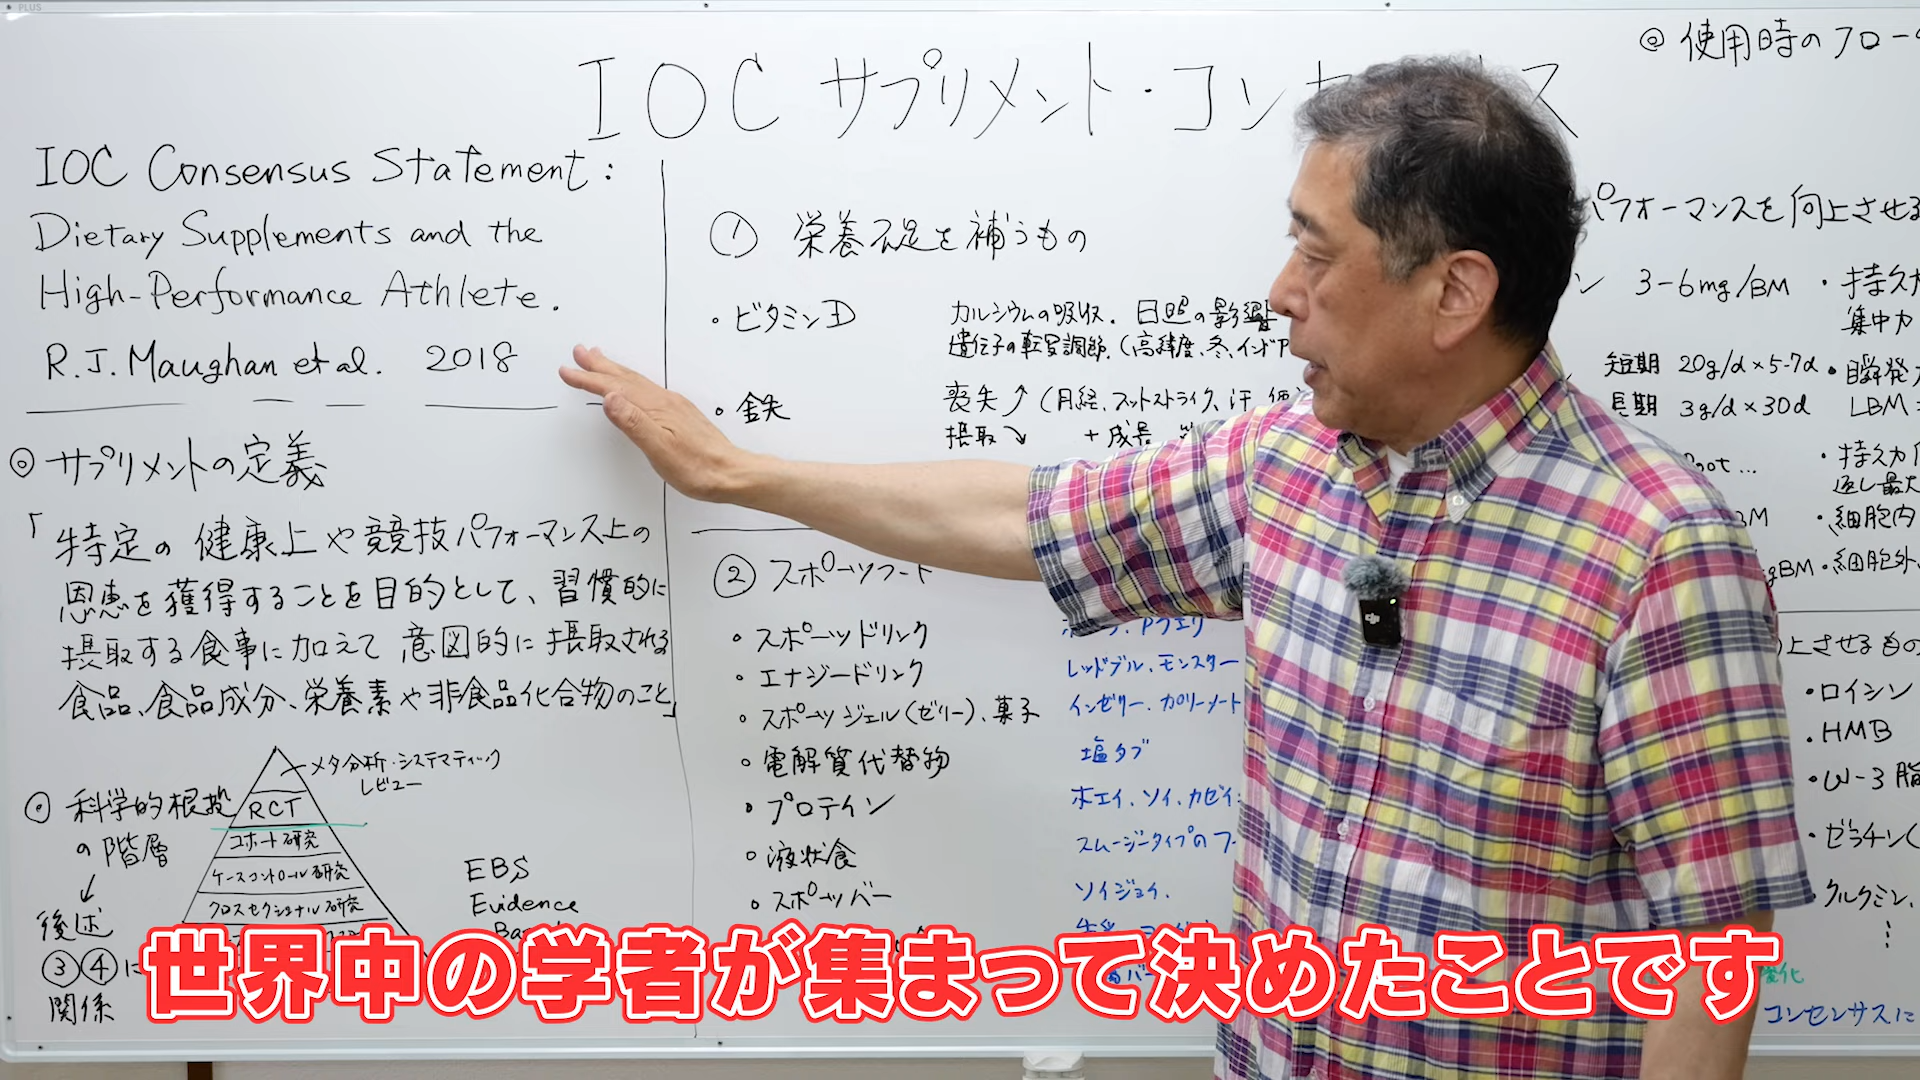 PLUS
IOC サプリメント・コンセ ス
IOC Consensus Statement:
Dietary Supplements and the
High-Performance Athlete.
R.J. Maughan et al. 2018
◎ サプリメントの定義
「特定の健康上や競技パフォーマンス上の
恩恵を獲得することを目的として、習慣的に
摂取する食事に加えて意図的に摂取される
食品、食品成分、栄養素や非食品化合物のこと」
◎ 科学的根拠
の階層
↓
後述
③④に
関係
メタ分析・システマティック
レビュー
RCT
コホート研究
ケースコントロール研究
クロスセクショナル研究
EBS
Evidence
① 栄養不足を補うもの
・ビタミンD
カルシウムの吸収. 日照の影響
遺伝子の転写調節. (高緯度、冬、インドア
・鉄
喪失↗ (月経、フットストライク、汗、便)
摂取↘ +成長
② スポーツフード
・スポーツドリンク
・エナジードリンク
レッドブル、モンスター
・スポーツジェル(ゼリー)、菓子
インゼリー、カロリーメート
・電解質代替物
塩タブ
・プロテイン
ホエイ、ソイ、カゼイ
・液状食
スムージータイプの
・スポーツバー
ソイジョイ.
◎ 使用時のフロー
パフォーマンスを向上させる
ン 3-6mg/BM ・持久力
集中力
短期 20g/d×5-7d ・瞬発力
長期 3g/d×30d LBM
・持久力
返し最大
・細胞内
gBM ・細胞外
上させるもの
・ロイシン
・HMB
・ω-3 脂
・ゼラチン(
・クルクミン、
コンセンサスに
世界中の学者が集まって決めたことです